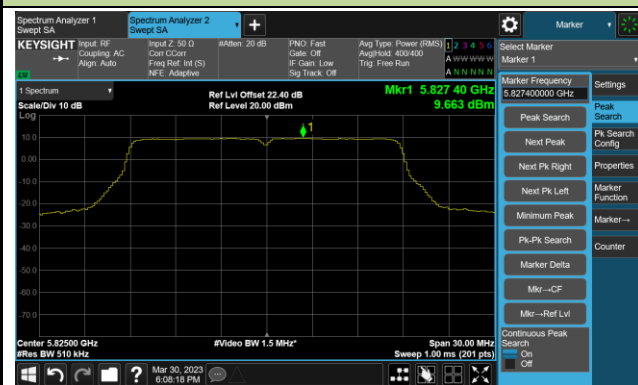 Spectrum Analyzer 1
Swept SA
Spectrum Analyzer 2
Swept SA
+
Marker
KEYSIGHT
Input: RF
Coupling: AC
Align: Auto
Input Z: 50 Ω
Corr CCorr
Freq Ref: Int (S)
NFE: Adaptive
#Atten: 20 dB
PNO: Fast
Gate: Off
IF Gain: Low
Sig Track: Off
Avg Type: Power (RMS)
Avg|Hold: 400/400
Trig: Free Run
1 2 3 4 5 6
A W W W W W
A N N N N N
LXI
Select Marker
Marker 1
1 Spectrum
Scale/Div 10 dB
Log
Ref Lvl Offset 22.40 dB
Ref Level 20.00 dBm
Mkr1 5.827 40 GHz
9.663 dBm
1
10.0
0.00
-10.0
-20.0
-30.0
-40.0
-50.0
-60.0
-70.0
Center 5.82500 GHz
#Res BW 510 kHz
#Video BW 1.5 MHz*
Span 30.00 MHz
Sweep 1.00 ms (201 pts)
Marker Frequency
5.827400000 GHz
Peak Search
Next Peak
Next Pk Right
Next Pk Left
Minimum Peak
Pk-Pk Search
Marker Delta
Mkr→CF
Mkr→Ref Lvl
Continuous Peak
Search
On
Off
Settings
Peak
Search
Pk Search
Config
Properties
Marker
Function
Marker→
Counter
?
Mar 30, 2023
6:08:18 PM